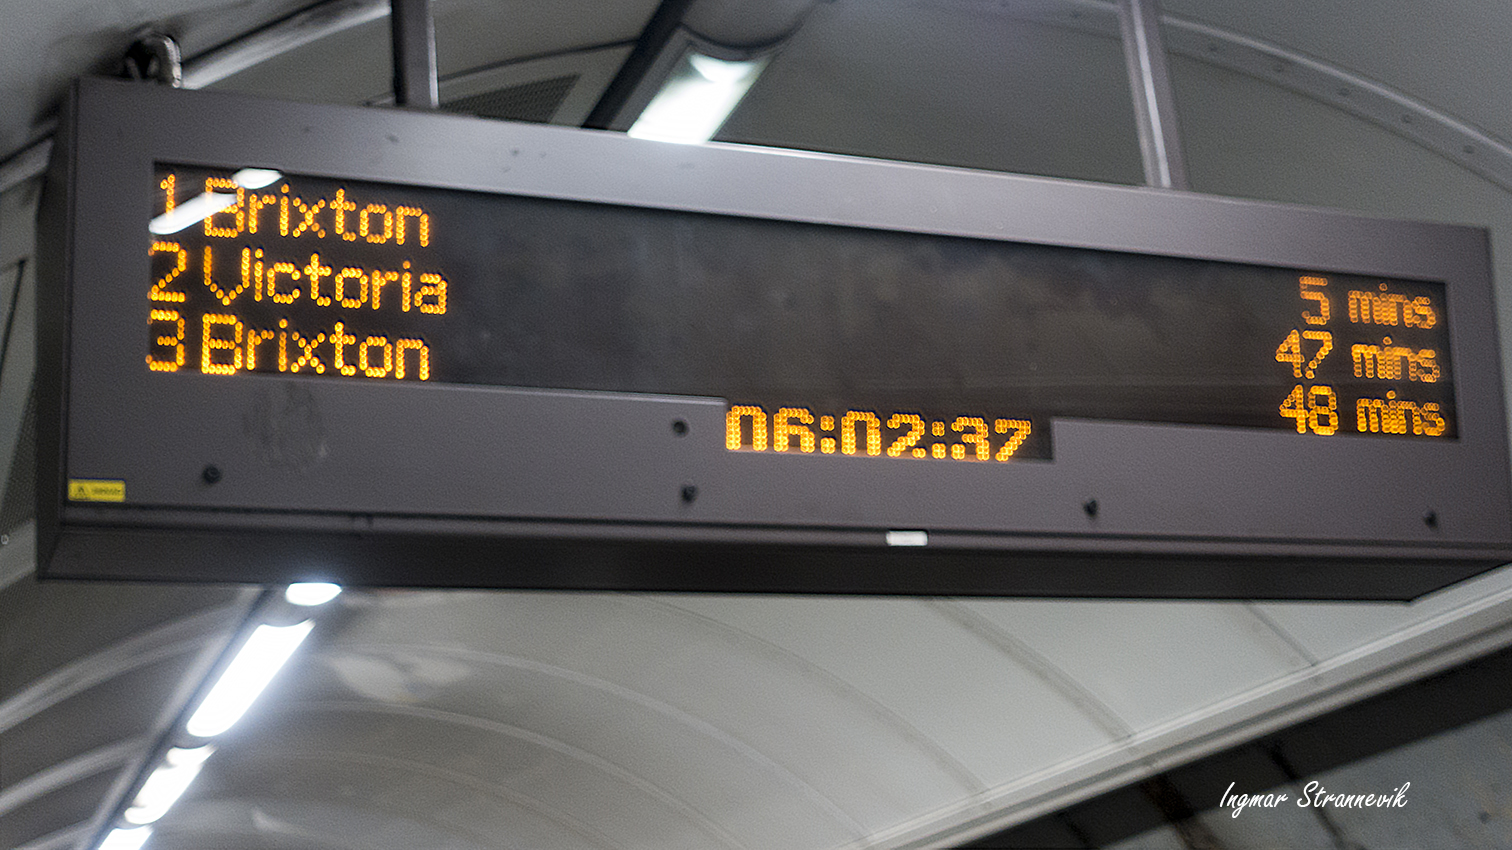 1 Brixton 5 mins
2 Victoria 47 mins
3 Brixton 48 mins
06:02:37
Ingmar Strannevik